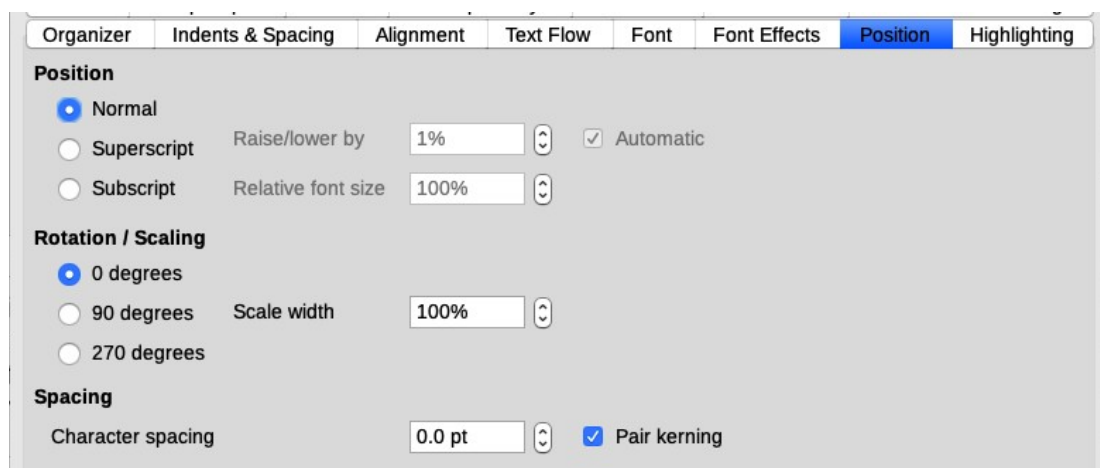 Organizer Indents & Spacing Alignment Text Flow Font Font Effects Position Highlighting
Position
Normal
Superscript Raise/lower by 1% Automatic
Subscript Relative font size 100%
Rotation / Scaling
0 degrees
90 degrees Scale width 100%
270 degrees
Spacing
Character spacing 0.0 pt Pair kerning